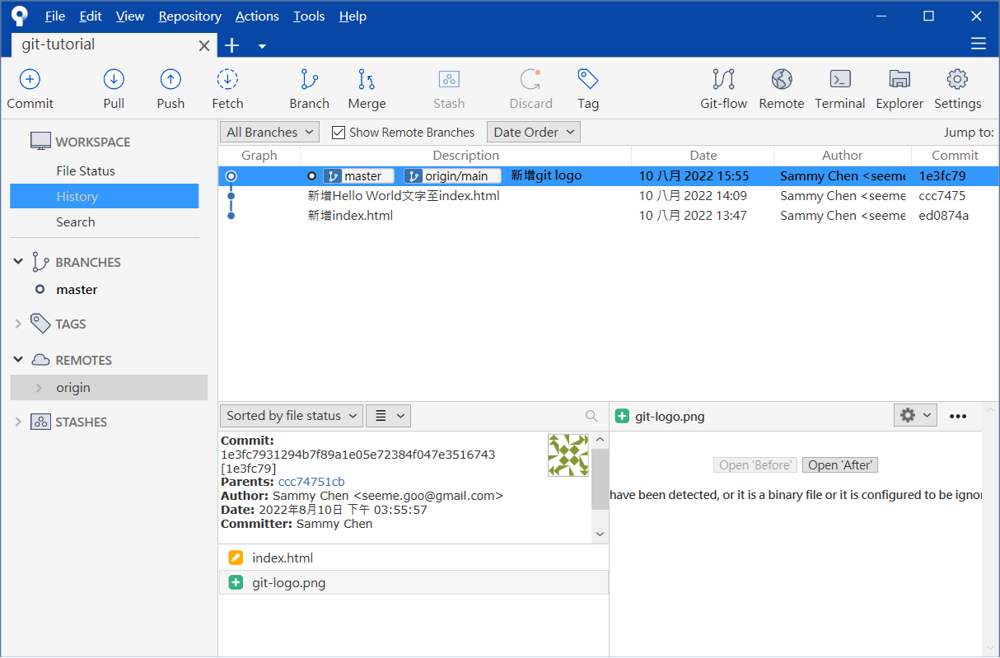 File Edit View Repository Actions Tools Help
git-tutorial
Commit Pull Push Fetch Branch Merge Stash Discard Tag Git-flow Remote Terminal Explorer Settings
WORKSPACE
File Status
History
Search
BRANCHES
master
TAGS
REMOTES
origin
STASHES
All Branches Show Remote Branches Date Order Jump to:
Graph Description Date Author Commit
master origin/main 新增git logo 10 八月 2022 15:55 Sammy Chen <seeme 1e3fc79
新增Hello World文字至index.html 10 八月 2022 14:09 Sammy Chen <seeme ccc7475
新增index.html 10 八月 2022 13:47 Sammy Chen <seeme ed0874a
Sorted by file status
Commit:
1e3fc7931294b7f89a1e05e72384f047e3516743
[1e3fc79]
Parents: ccc74751cb
Author: Sammy Chen <seeme.goo@gmail.com>
Date: 2022年8月10日 下午 03:55:57
Committer: Sammy Chen
index.html
git-logo.png
git-logo.png
Open 'Before' Open 'After'
have been detected, or it is a binary file or it is configured to be ignor